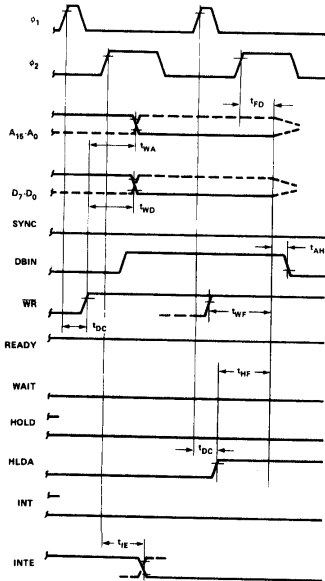 ϕ1
ϕ2
tFD
A15-A0
tWA
D7-D0
tWD
SYNC
tAH
DBIN
WR
tWF
tDC
READY
tHF
WAIT
HOLD
tDC
HLDA
INT
tIE
INTE